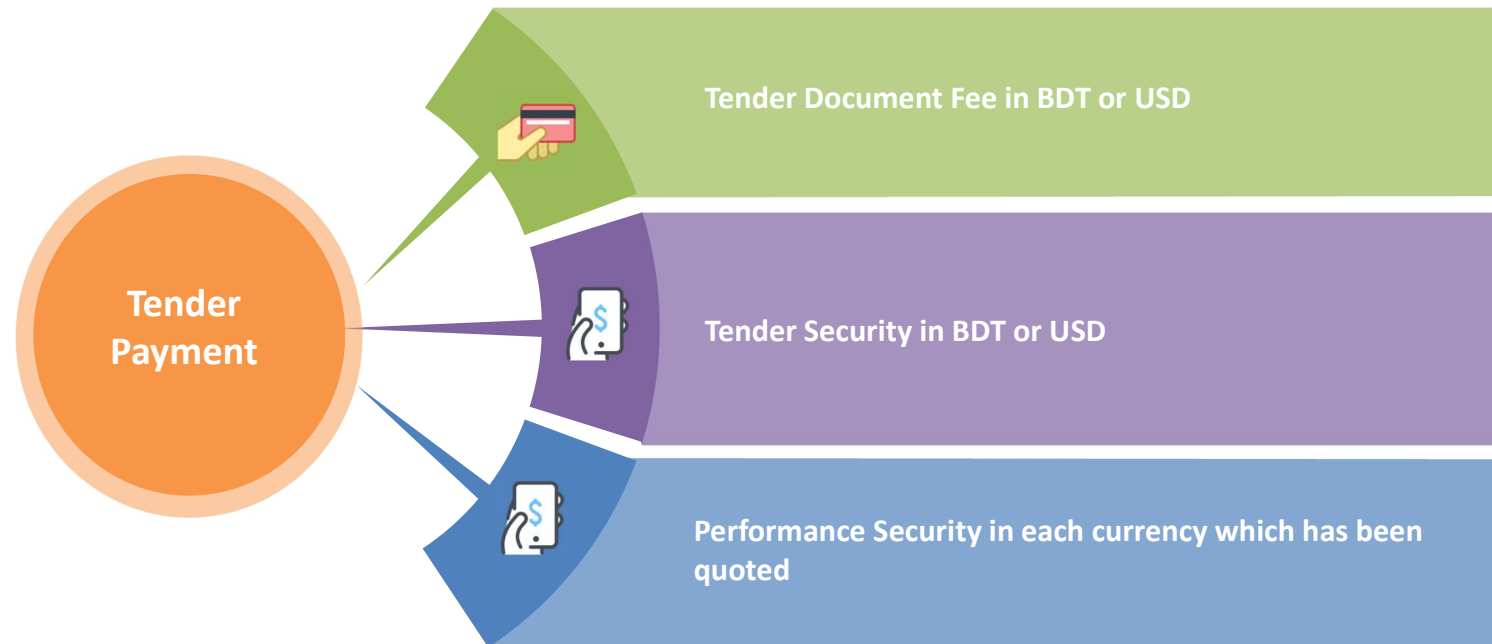 Tender Document Fee in BDT or USD
Tender
Payment
Tender Security in BDT or USD
$
Performance Security in each currency which has been
quoted
$